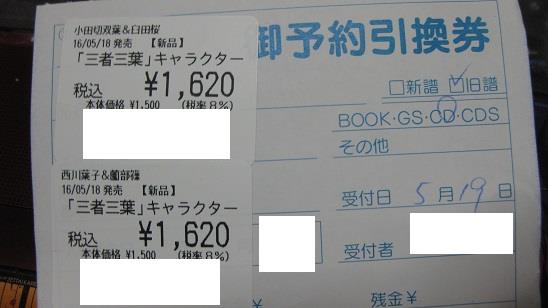 小田切双葉&臼田桜
16/05/18 発売 【新品】
「三者三葉」キャラクター
税込 ¥1,620
本体価格 ¥1,500 (税率8%)
西川葉子&薗部篠
16/05/18 発売 【新品】
「三者三葉」キャラクター
税込 ¥1,620
本体価格 ¥1,500 (税率8%)
御予約引換券
□新譜 □旧譜
BOOK・GS・CD・CDS
その他
受付日 5月19日
受付者
残金¥